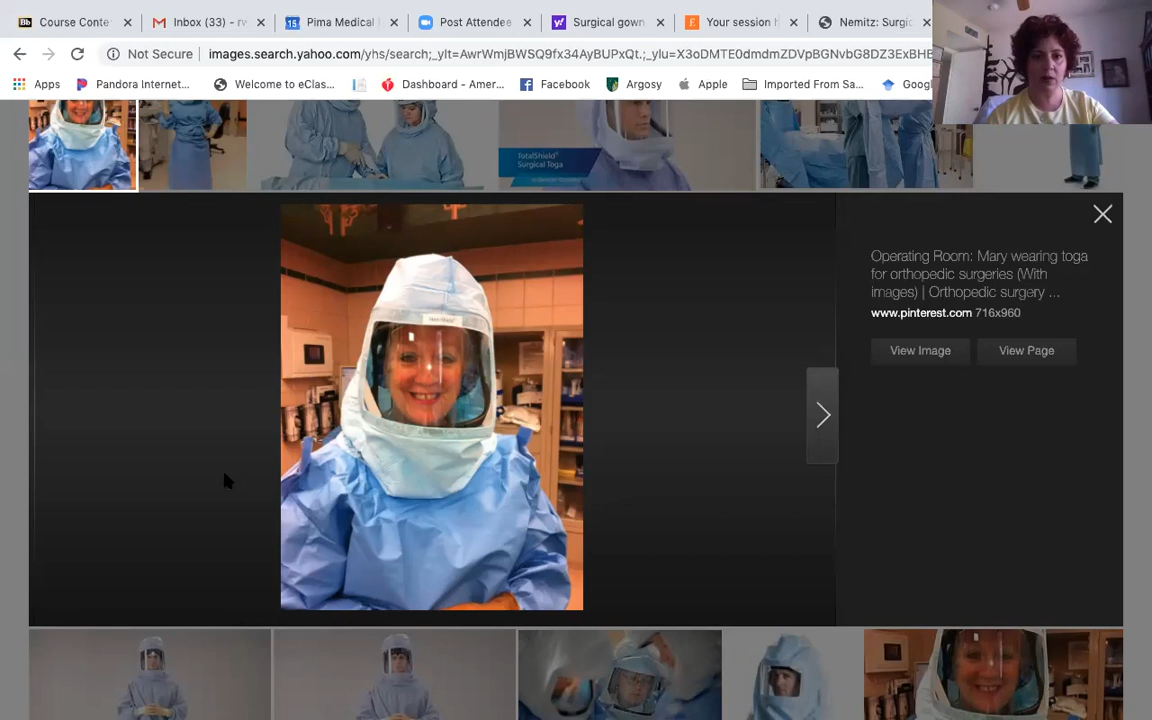 Course Conte
Inbox (33) - rw
Pima Medical
Post Attendee
Surgical gown
Your session h
Nemitz: Surgic
Not Secure
images.search.yahoo.com/yhs/search;_ylt=AwrWmjBWSQ9fx34AyBUPxQt.;_ylu=X3oDMTE0dmdmZDVpBGNvbG8DZ3ExBHB
Apps
Pandora Internet...
Welcome to eClas...
Dashboard - Amer...
Facebook
Argosy
Apple
Imported From Sa...
Goog
TotalShield®
Surgical Toga
Operating Room: Mary wearing toga
for orthopedic surgeries (With
images) | Orthopedic surgery ...
www.pinterest.com 716x960
View Image
View Page